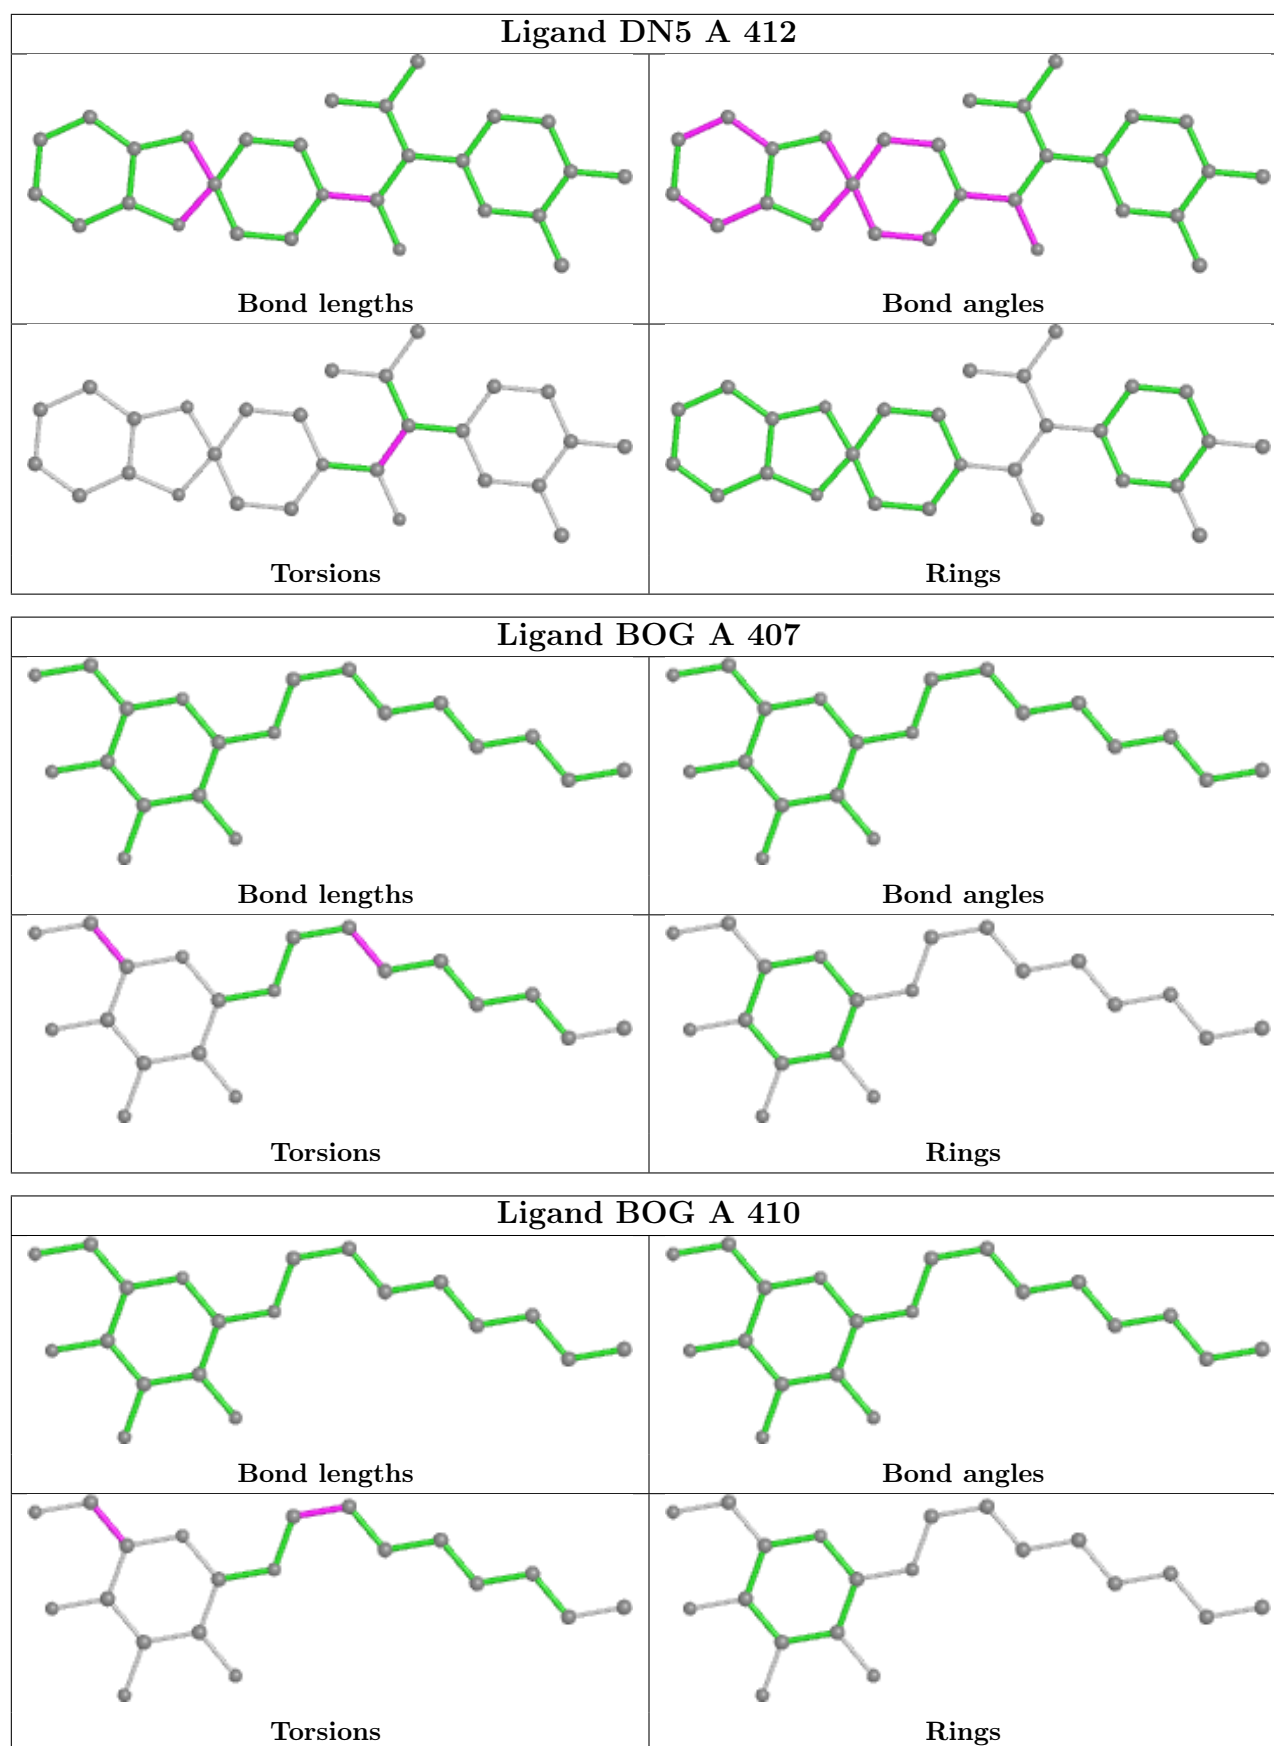 Ligand DN5 A 412
Bond lengths
Bond angles
Torsions
Rings
Ligand BOG A 407
Bond lengths
Bond angles
Torsions
Rings
Ligand BOG A 410
Bond lengths
Bond angles
Torsions
Rings